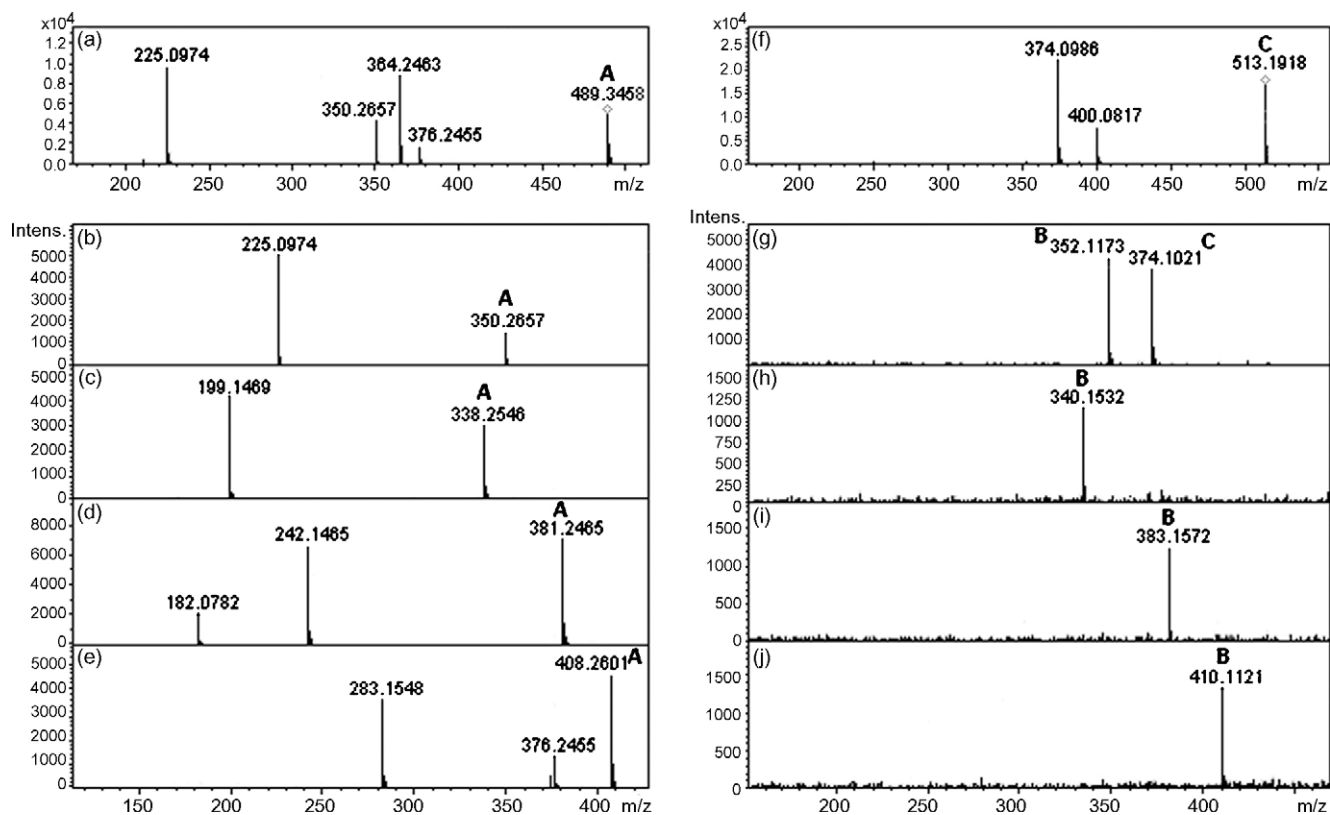 x10⁴
(a)
1.2
1.0
0.8
0.6
0.4
0.2
0.0
225.0974
350.2657
364.2463
376.2455
A
489.3458
200 250 300 350 400 450 m/z
x10⁴
(f)
2.5
2.0
1.5
1.0
0.5
0.0
374.0986
400.0817
C
513.1918
200 250 300 350 400 450 500 m/z
Intens.
(b)
5000
4000
3000
2000
1000
0
225.0974
A
350.2657
(c)
5000
4000
3000
2000
1000
0
199.1469
A
338.2546
(d)
8000
6000
4000
2000
0
182.0782
242.1465
A
381.2465
(e)
5000
4000
3000
2000
1000
0
283.1548
376.2455
408.2601 A
150 200 250 300 350 400 m/z
Intens.
(g)
5000
4000
3000
2000
1000
0
B 352.1173
374.1021 C
(h)
1500
1250
1000
750
500
250
0
B
340.1532
(i)
1500
1000
500
0
B
383.1572
(j)
1500
1000
500
0
B
410.1121
200 250 300 350 400 m/z